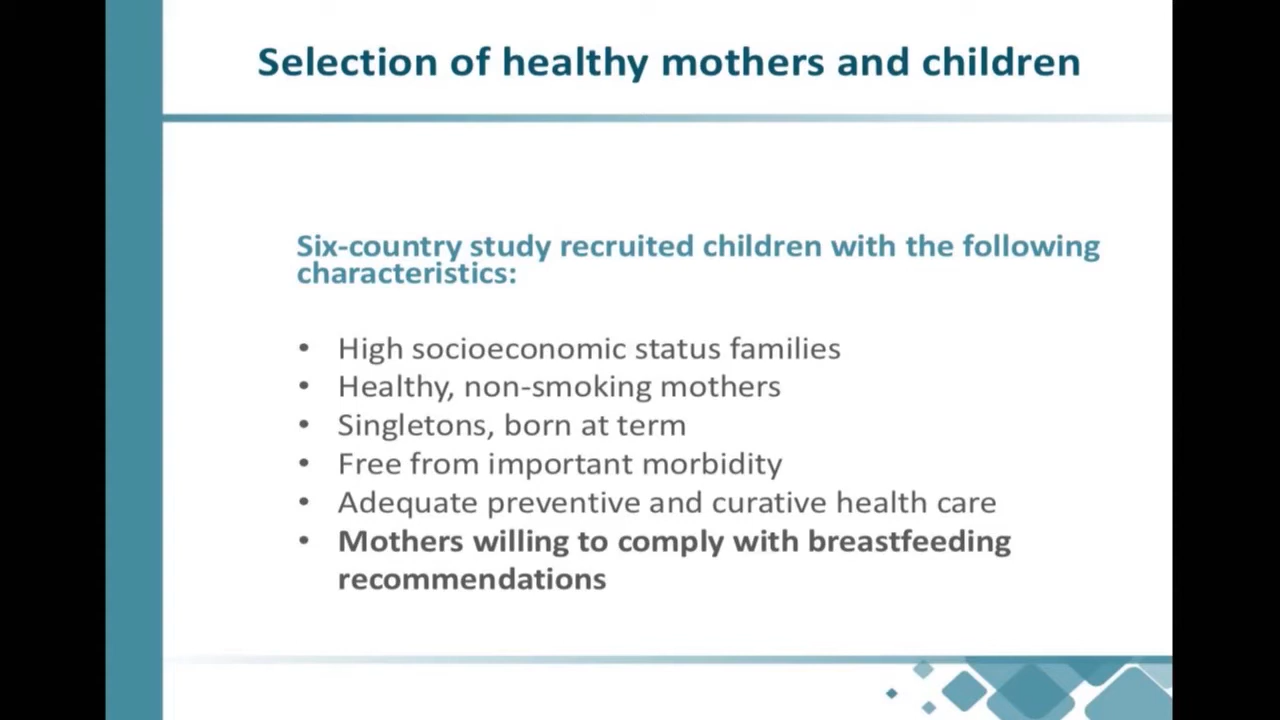 Selection of healthy mothers and children
Six-country study recruited children with the following
characteristics:
• High socioeconomic status families
• Healthy, non-smoking mothers
• Singletons, born at term
• Free from important morbidity
• Adequate preventive and curative health care
• Mothers willing to comply with breastfeeding
recommendations